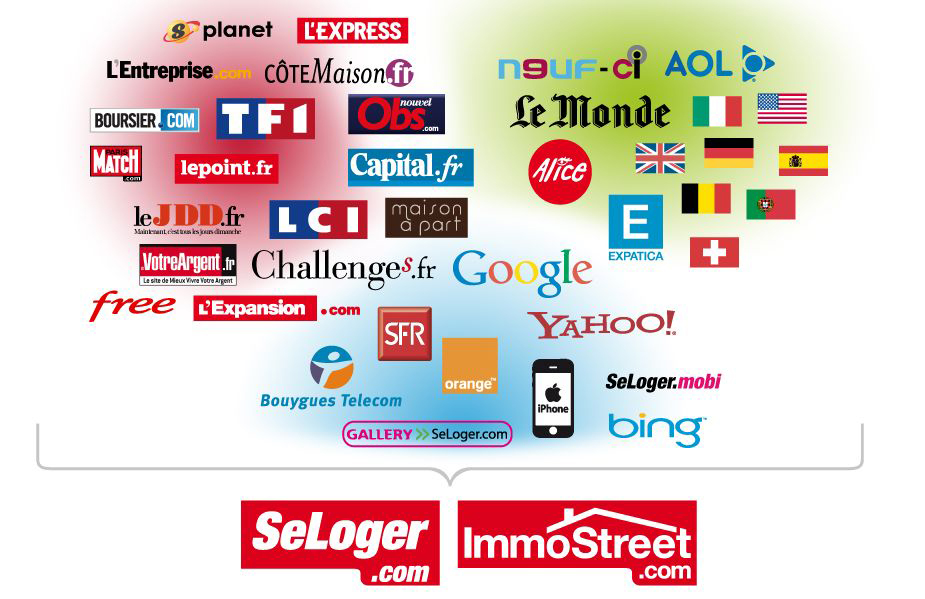 planet
L'EXPRESS
L'Entreprise.com
CÔTEMaison.fr
neuf-ci
AOL
BOURSIER.COM
TF1
nouvel
Obs
.com
Le Monde
PARIS
MATCH
.com
lepoint.fr
Capital.fr
Alice
leJDD.fr
Maintenant, c'est tous les jours dimanche
LCI
maison
à part
E
EXPATICA
VotreArgent.fr
Le site de Mieux Vivre Votre Argent
Challenges.fr
Google
free
L'Expansion.com
SFR
YAHOO!
orange™
Bouygues Telecom
iPhone
SeLoger.mobi
bing™
GALLERY >> SeLoger.com
SeLoger
.com
ImmoStreet
.com